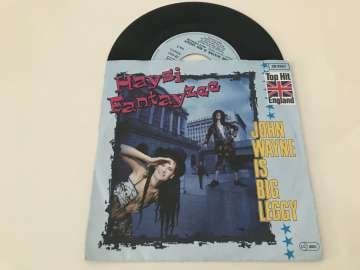 Haysi
Fantayzee
Top Hit
England
JOHN
WAYNE
IS
BIG
LEGGY